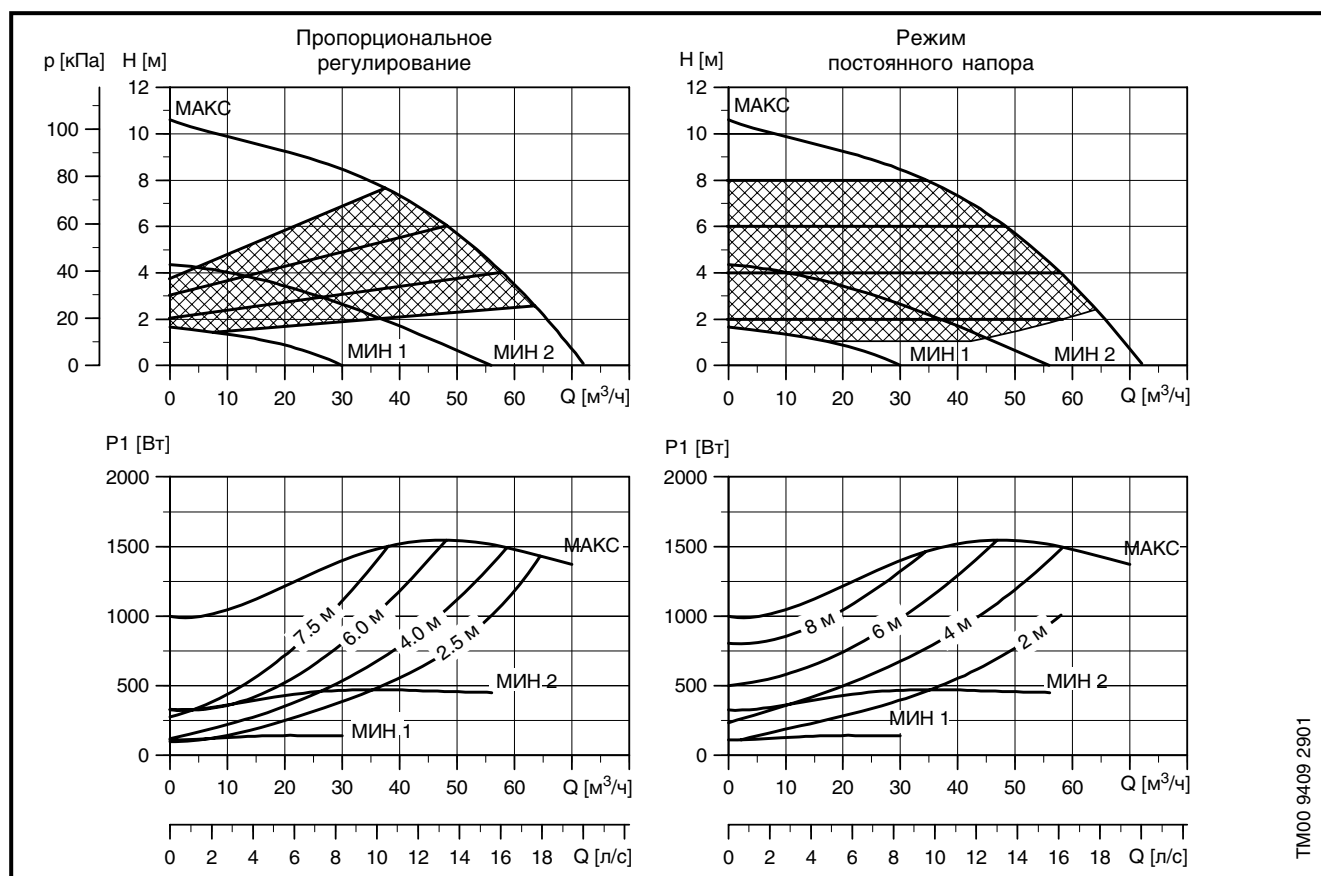 Пропорциональное
регулирование
p [кПа]
H [м]
12
10
8
6
4
2
0
100
80
60
40
20
0
МАКС
МИН 1
МИН 2
0 10 20 30 40 50 60 Q [м³/ч]
Режим
постоянного напора
H [м]
12
10
8
6
4
2
0
МАКС
МИН 1
МИН 2
0 10 20 30 40 50 60 Q [м³/ч]
P1 [Вт]
2000
1500
1000
500
0
МАКС
7.5 м
6.0 м
4.0 м
2.5 м
МИН 2
МИН 1
0 10 20 30 40 50 60 Q [м³/ч]
0 2 4 6 8 10 12 14 16 18 Q [л/с]
P1 [Вт]
2000
1500
1000
500
0
МАКС
8 м
6 м
4 м
2 м
МИН 2
МИН 1
0 10 20 30 40 50 60 Q [м³/ч]
0 2 4 6 8 10 12 14 16 18 Q [л/с]
TM00 9409 2901